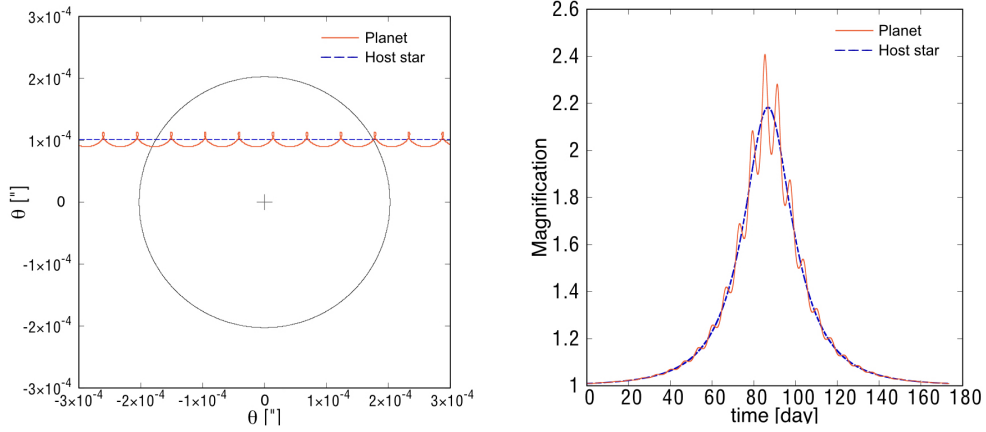 3×10⁻⁴
2×10⁻⁴
1×10⁻⁴
0
-1×10⁻⁴
-2×10⁻⁴
-3×10⁻⁴
θ ["]
Planet
Host star
-3×10⁻⁴ -2×10⁻⁴ -1×10⁻⁴ 0 1×10⁻⁴ 2×10⁻⁴ 3×10⁻⁴
θ ["]
2.6
2.4
2.2
2
1.8
1.6
1.4
1.2
1
Magnification
Planet
Host star
0 20 40 60 80 100 120 140 160 180
time [day]